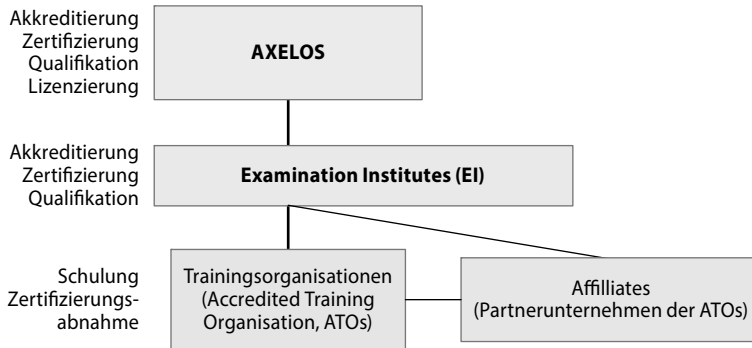 Akkreditierung
Zertifizierung
Qualifikation
Lizenzierung
AXELOS
Akkreditierung
Zertifizierung
Qualifikation
Examination Institutes (EI)
Schulung
Zertifizierungs-
abnahme
Trainingsorganisationen
(Accredited Training
Organisation, ATOs)
Affilliates
(Partnerunternehmen der ATOs)